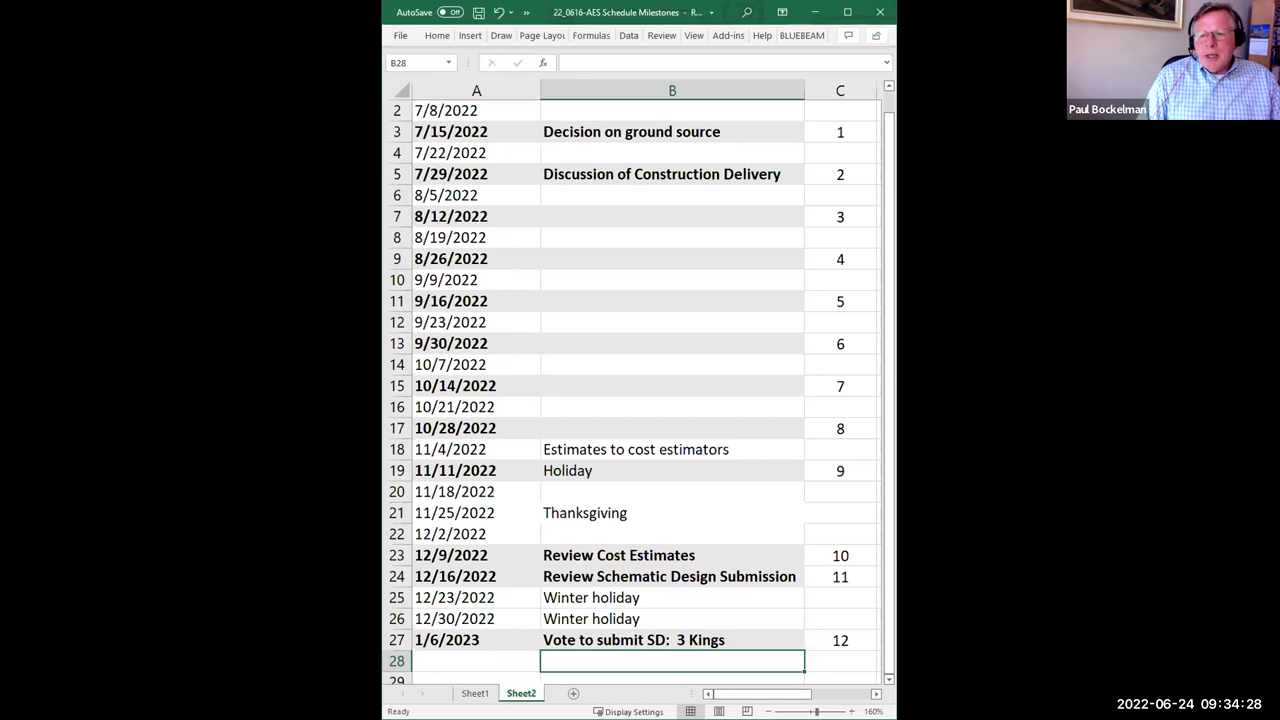 AutoSave Off 22_0616-AES Schedule Milestones - R...
File Home Insert Draw Page Layou Formulas Data Review View Add-ins Help BLUEBEAM
B28 fx
A B C
2 7/8/2022
3 7/15/2022 Decision on ground source 1
4 7/22/2022
5 7/29/2022 Discussion of Construction Delivery 2
6 8/5/2022
7 8/12/2022 3
8 8/19/2022
9 8/26/2022 4
10 9/9/2022
11 9/16/2022 5
12 9/23/2022
13 9/30/2022 6
14 10/7/2022
15 10/14/2022 7
16 10/21/2022
17 10/28/2022 8
18 11/4/2022 Estimates to cost estimators
19 11/11/2022 Holiday 9
20 11/18/2022
21 11/25/2022 Thanksgiving
22 12/2/2022
23 12/9/2022 Review Cost Estimates 10
24 12/16/2022 Review Schematic Design Submission 11
25 12/23/2022 Winter holiday
26 12/30/2022 Winter holiday
27 1/6/2023 Vote to submit SD: 3 Kings 12
28
29
Sheet1 Sheet2
Ready Display Settings 160%
Paul Bockelman
2022-06-24 09:34:28